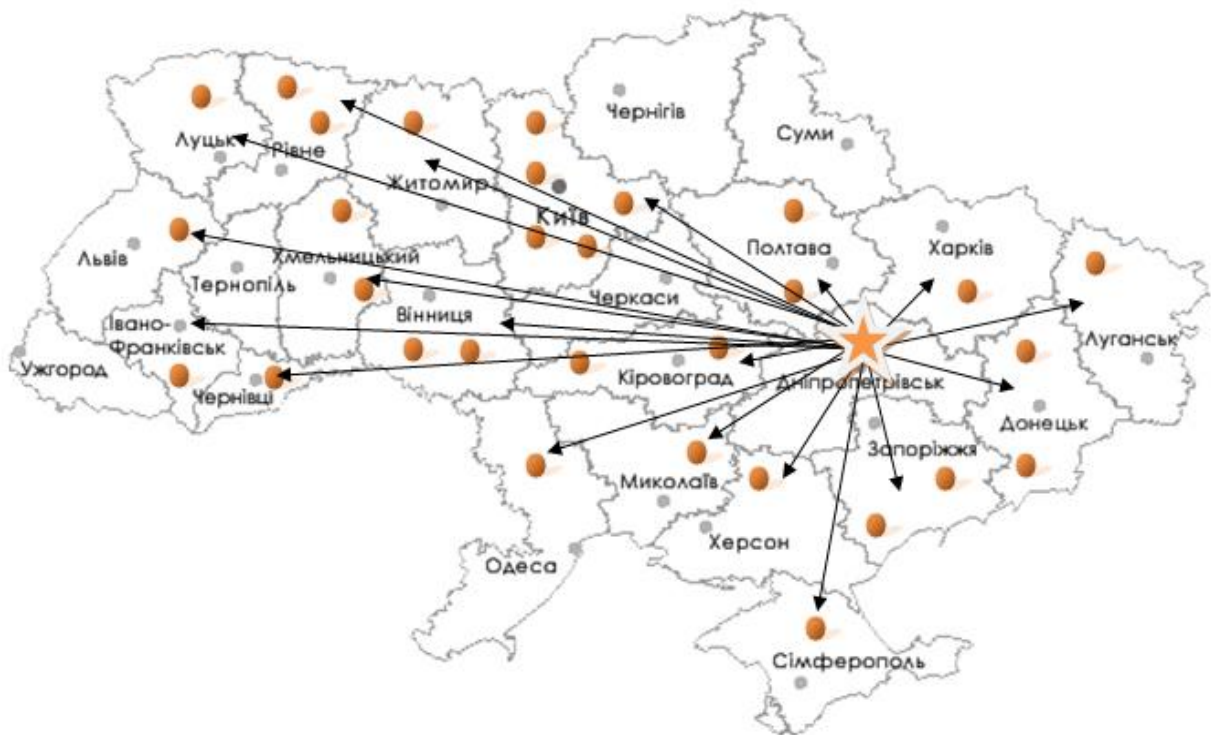 Чернігів
Суми
Луцьк
Рівне
Житомир
Київ
Полтава
Харків
Львів
Тернопіль
Хмельницький
Вінниця
Черкаси
Івано-
Франківськ
Луганськ
Ужгород
Чернівці
Кіровоград
Дніпропетрівськ
Донецьк
Запоріжжя
Миколаїв
Херсон
Одеса
Сімферополь